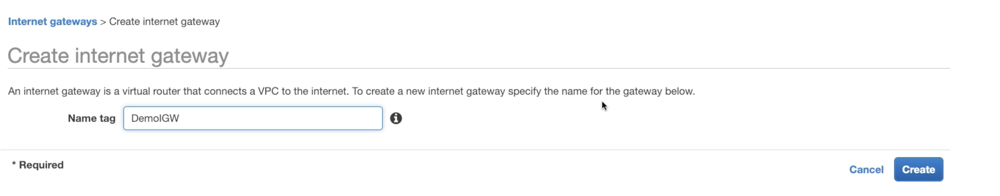 Internet gateways > Create internet gateway
Create internet gateway
An internet gateway is a virtual router that connects a VPC to the internet. To create a new internet gateway specify the name for the gateway below.
Name tag DemoIGW
* Required
Cancel Create